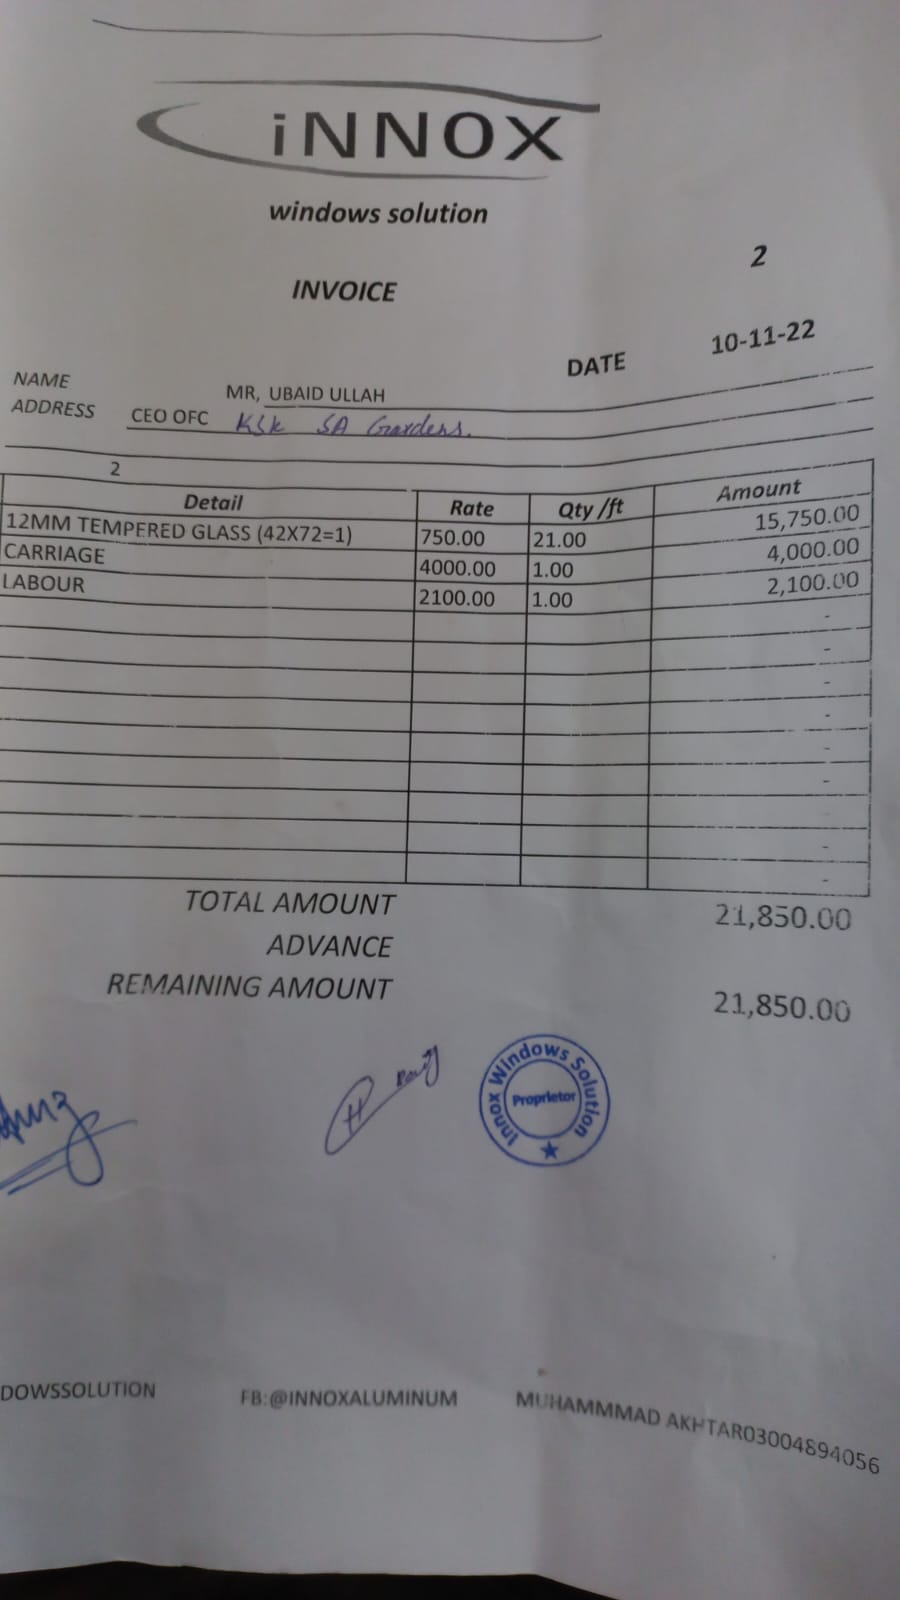 iNNOX
windows solution
2
INVOICE
DATE 10-11-22
NAME MR, UBAID ULLAH
ADDRESS CEO OFC KSK SA Gardens.
2
Detail Rate Qty /ft Amount
12MM TEMPERED GLASS (42X72=1) 750.00 21.00 15,750.00
CARRIAGE 4000.00 1.00 4,000.00
LABOUR 2100.00 1.00 2,100.00
-
-
-
-
-
-
-
-
-
TOTAL AMOUNT 21,850.00
ADVANCE
REMAINING AMOUNT 21,850.00
Innox Windows Solution
Proprietor
DOWSSOLUTION FB:@INNOXALUMINUM MUHAMMMAD AKHTAR03004894056